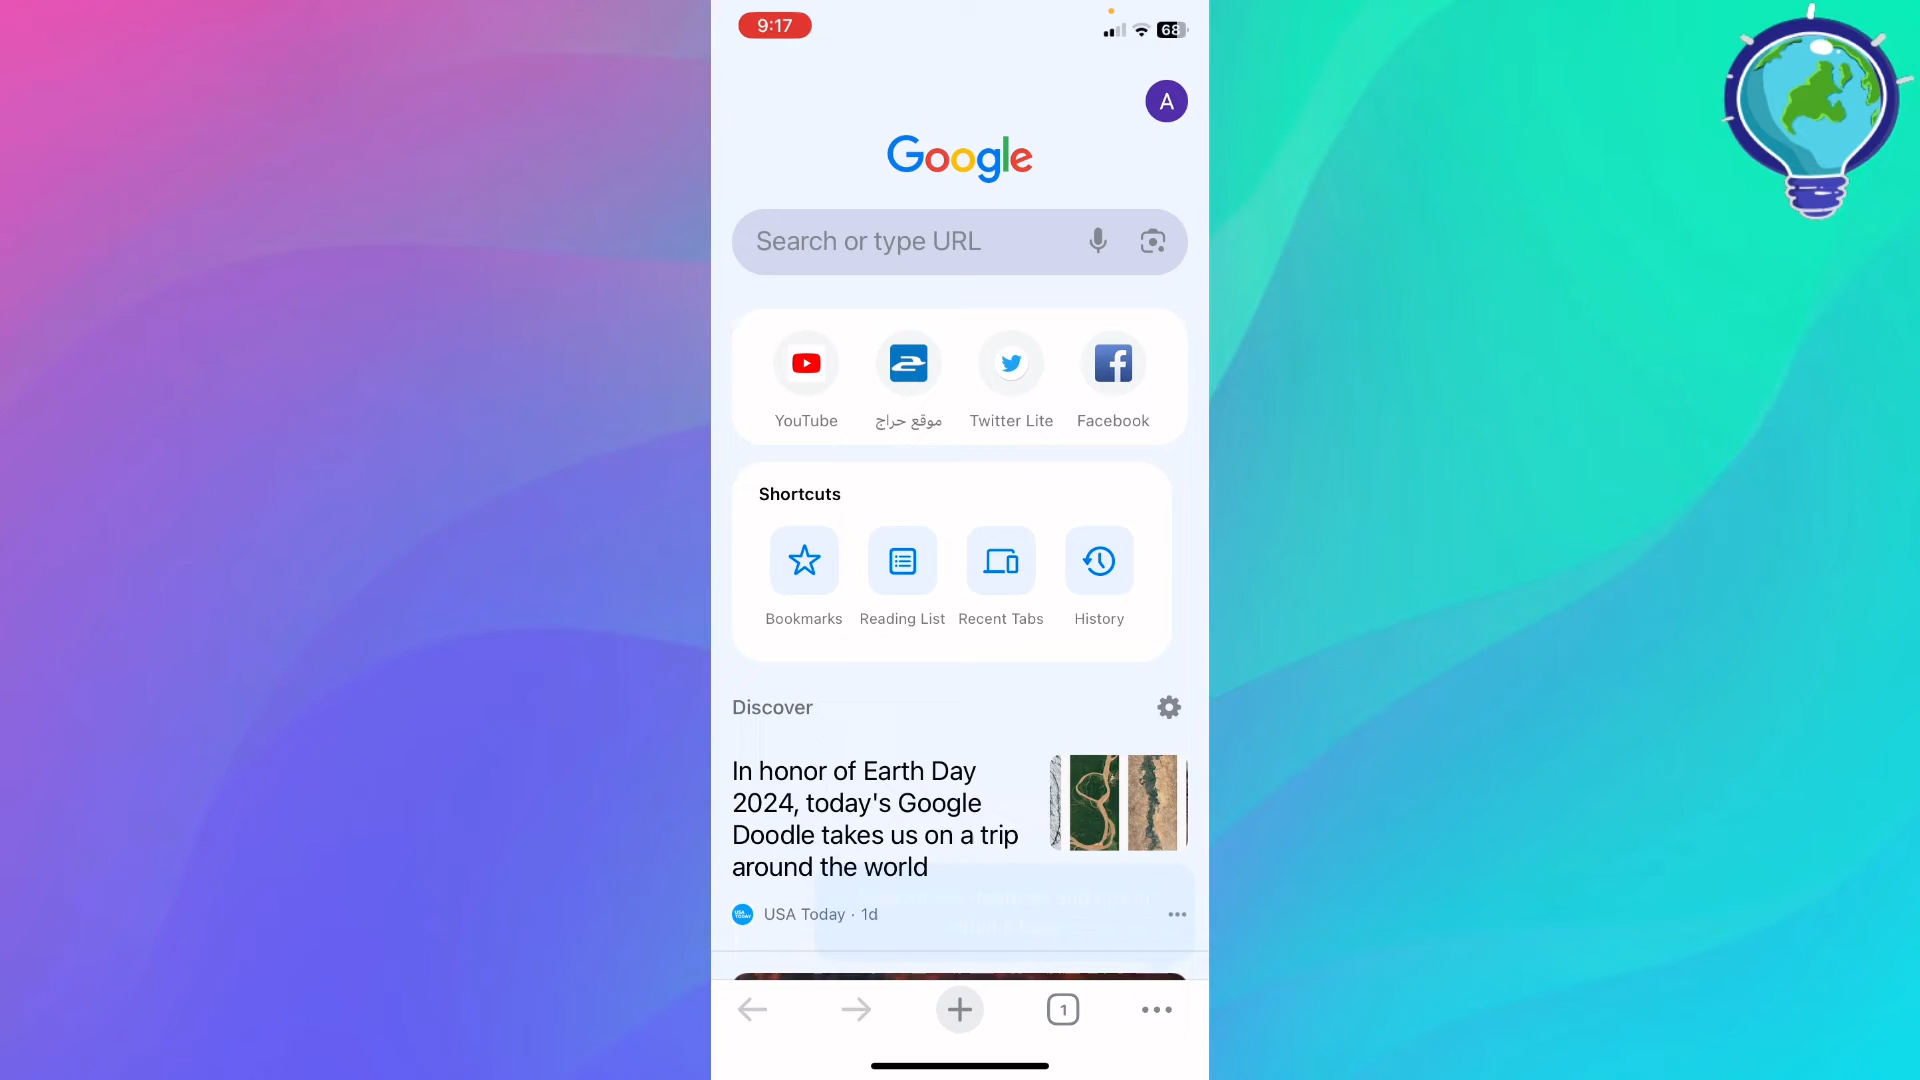 9:17
68
A
Google
Search or type URL
YouTube
موقع حراج
Twitter Lite
Facebook
Shortcuts
Bookmarks
Reading List
Recent Tabs
History
Discover
In honor of Earth Day
2024, today's Google
Doodle takes us on a trip
around the world
USA TODAY
USA Today · 1d
1